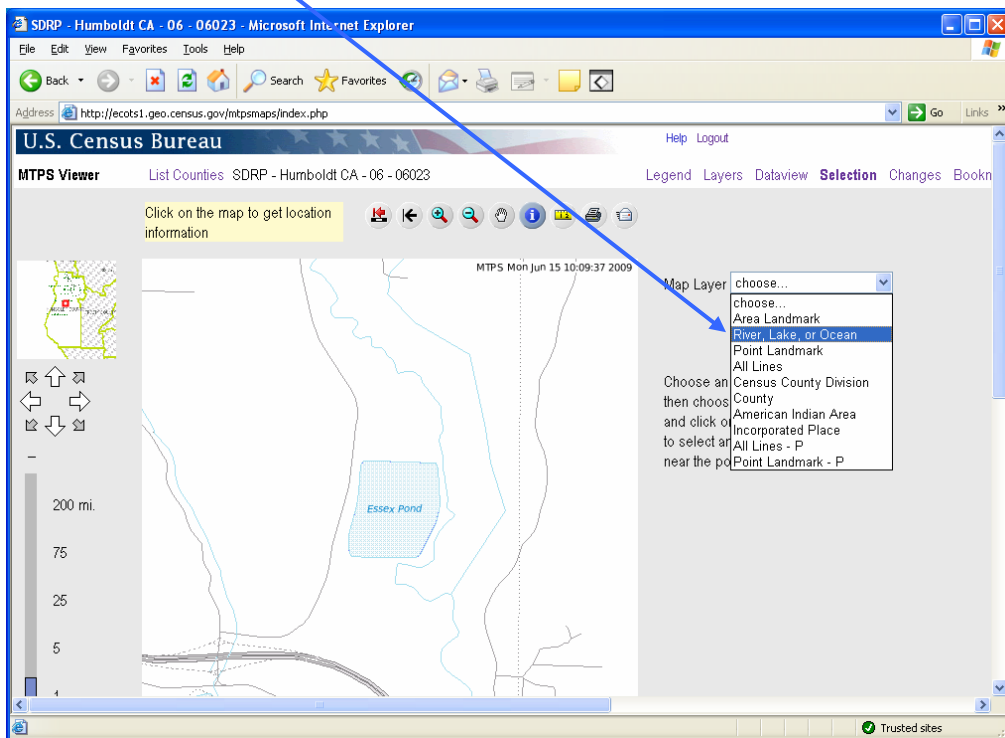 SDRP - Humboldt CA - 06 - 06023 - Microsoft Internet Explorer
File Edit View Favorites Tools Help
Back Search Favorites
Address http://ecots1.geo.census.gov/mtpsmaps/index.php Go Links »
U.S. Census Bureau Help Logout
MTPS Viewer List Counties SDRP - Humboldt CA - 06 - 06023 Legend Layers Dataview Selection Changes Bookn
Click on the map to get location
information
MTPS Mon Jun 15 10:09:37 2009
Map Layer choose...
choose...
Area Landmark
River, Lake, or Ocean
Point Landmark
All Lines
Census County Division
County
American Indian Area
Incorporated Place
All Lines - P
Point Landmark - P
Choose an
then choos
and click o
to select an
near the po
Essex Pond
200 mi.
75
25
5
1
Trusted sites